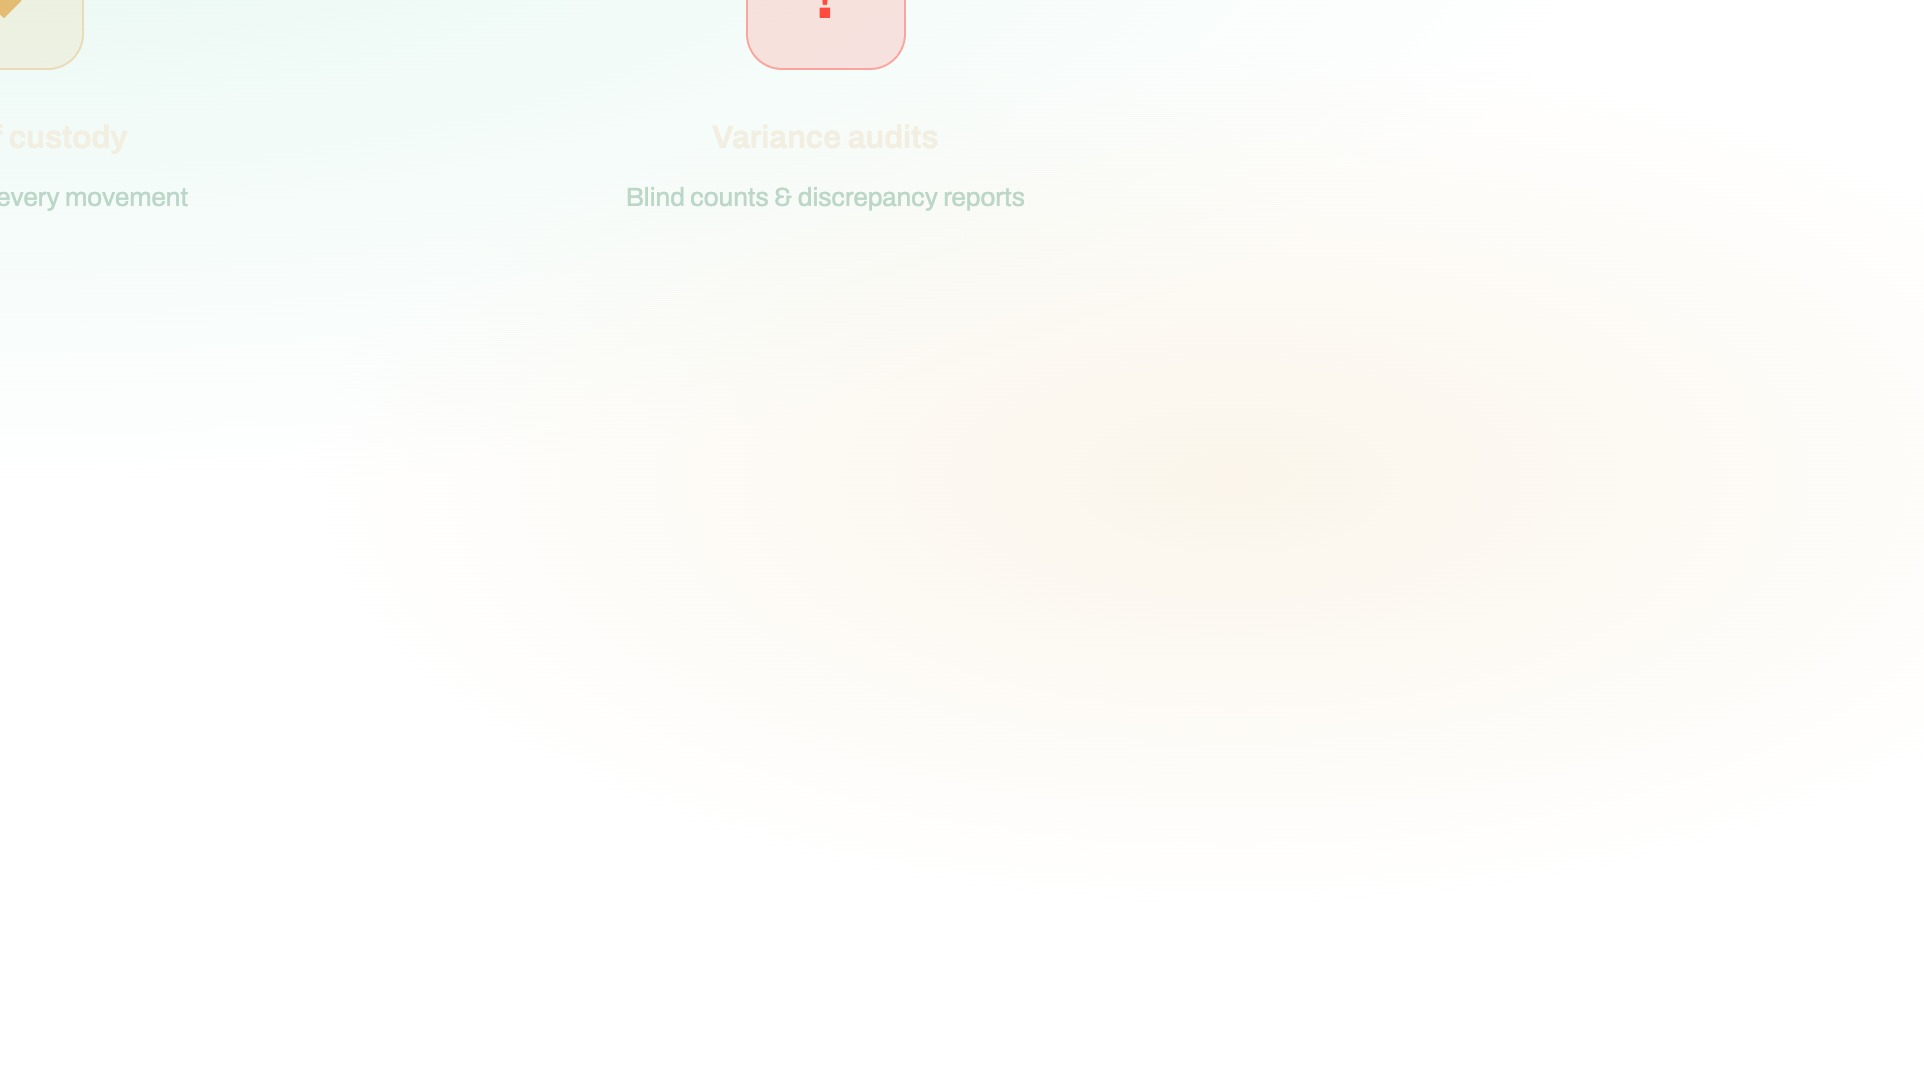 custody
Variance audits
every movement
Blind counts & discrepancy reports